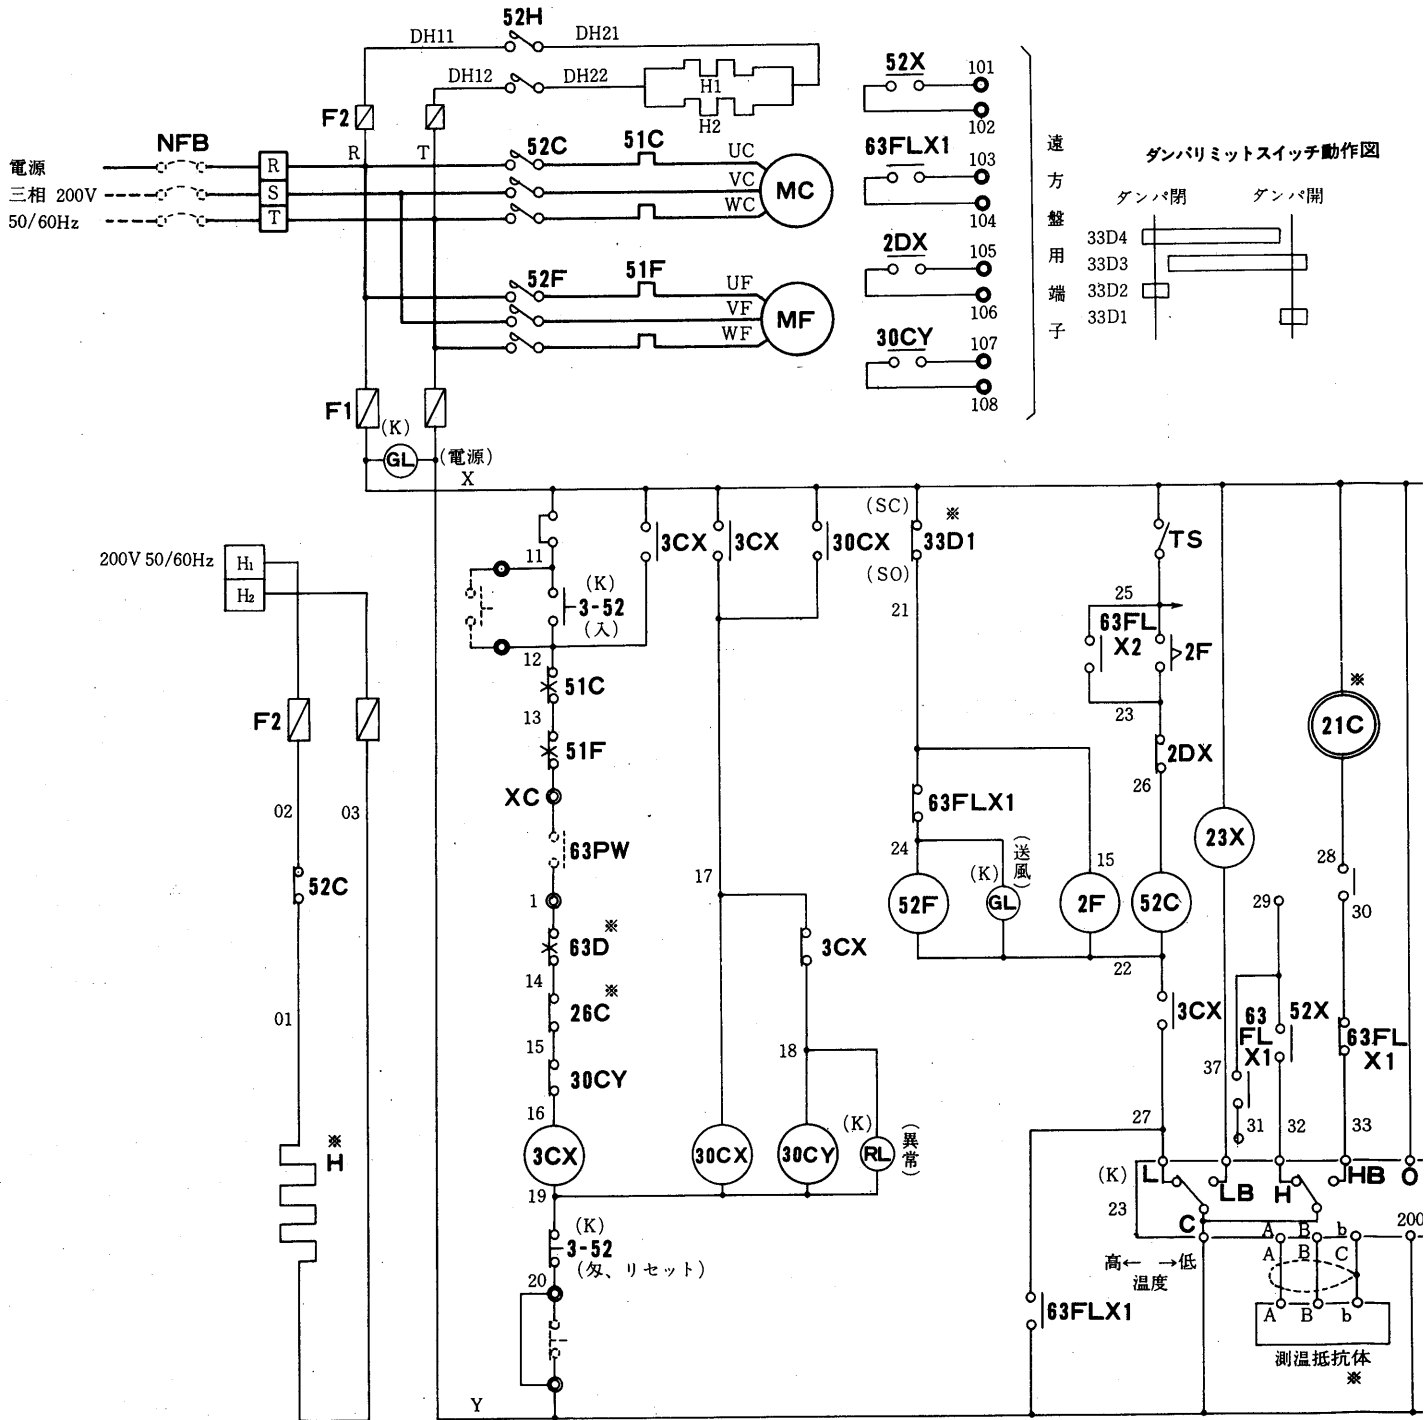 52H
DH11
DH21
DH12
DH22
H1
H2
F2
NFB
R
T
52C
51C
UC
VC
WC
MC
電源
三相 200V
50/60Hz
R
S
T
52F
51F
UF
VF
WF
MF
52X
101
102
63FLX1
103
104
2DX
105
106
30CY
107
108
遠方盤用端子
ダンパリミットスイッチ動作図
ダンパ閉
ダンパ開
33D4
33D3
33D2
33D1
F1
(K)
GL
(電源)
X
200V 50/60Hz
H1
H2
F2
02
03
52C
01
※
H
11
(K)
3-52
(入)
12
51C
13
51F
XC
63PW
1
※
63D
14
※
26C
15
30CY
16
3CX
19
(K)
3-52
(切、リセット)
20
Y
3CX
3CX
30CX
17
3CX
18
30CX
30CY
(K)
RL
(異常)
(SC)
※
33D1
(SO)
21
63FLX1
24
(K)
(送風)
52F
GL
15
2F
TS
25
63FL
X2
2F
23
2DX
26
52C
22
3CX
27
63FLX1
23X
29
37
63
FL
X1
52X
31
32
※
21C
28
30
63FL
X1
33
(K)
23
L
LB
H
HB
O
C
A
B
b
200
A
B
C
高← →低
温度
A
B
b
測温抵抗体
※